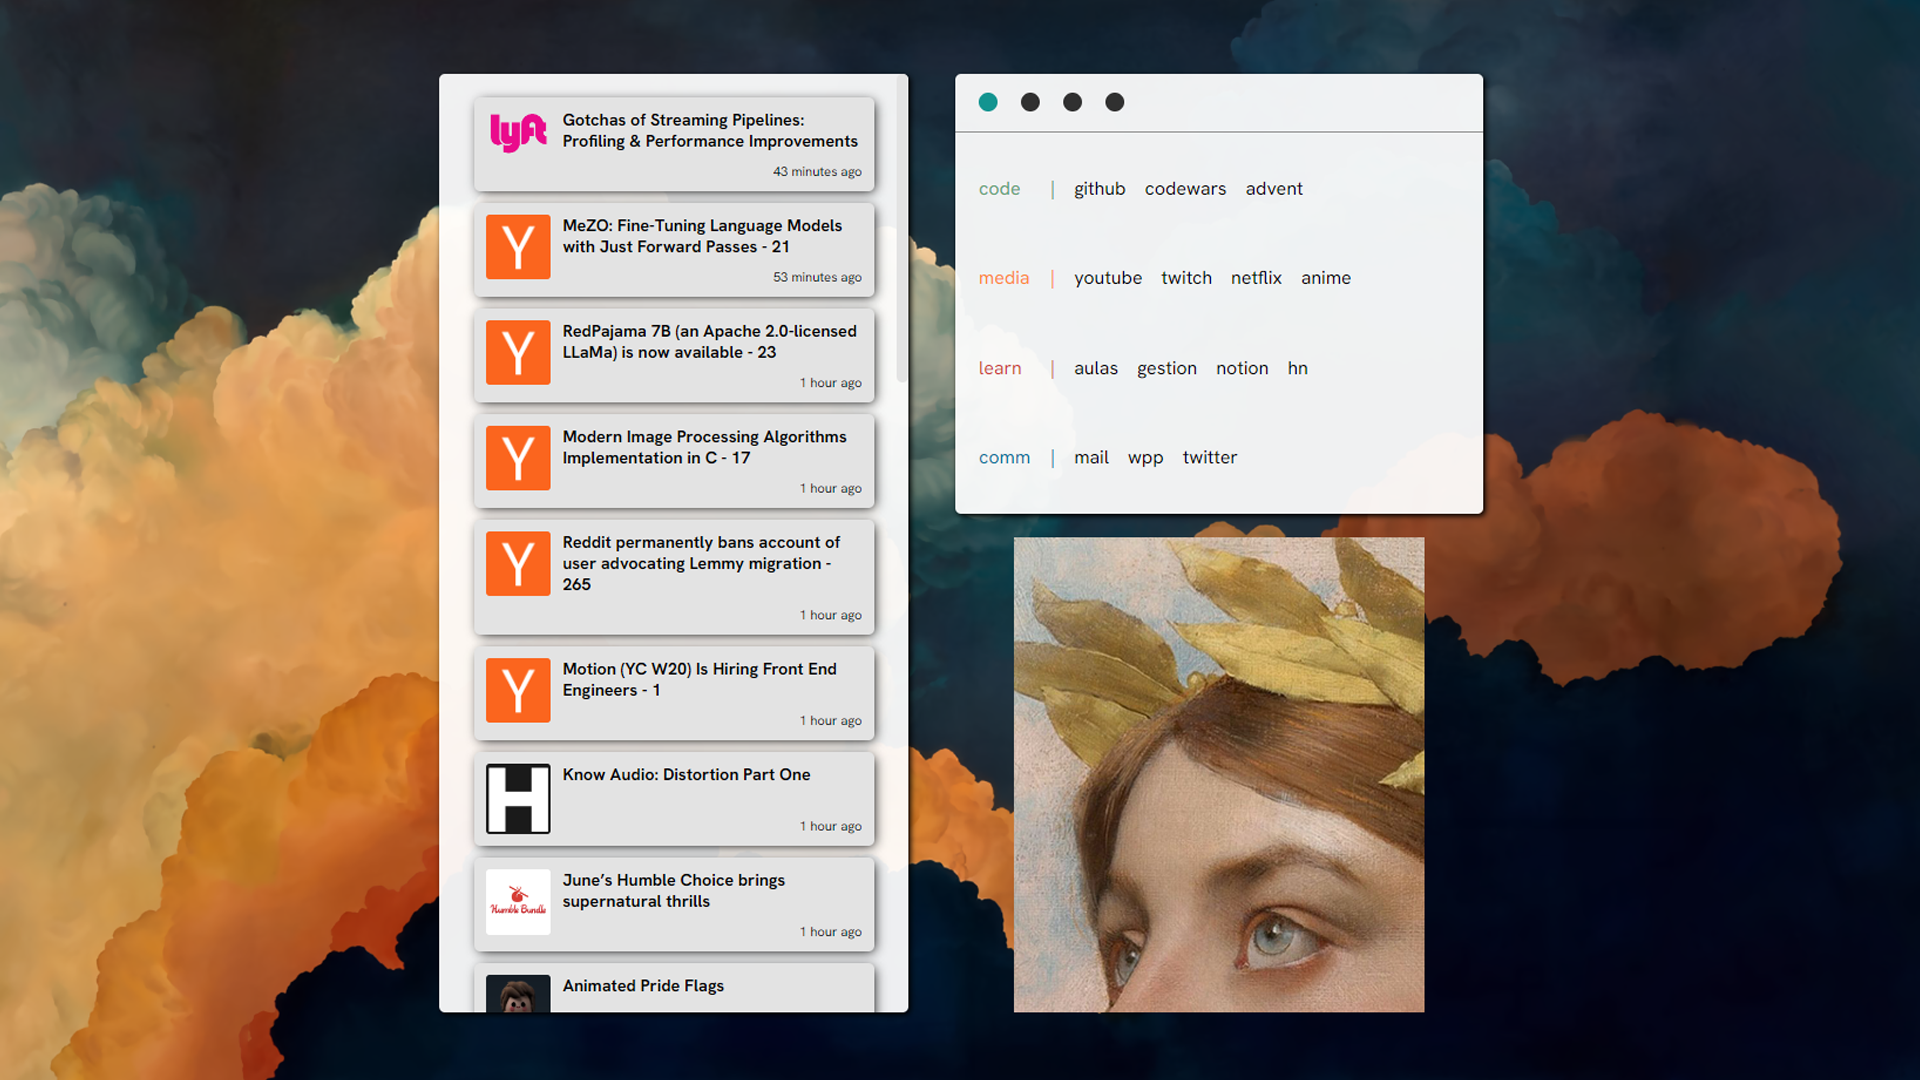 lyft
Gotchas of Streaming Pipelines:
Profiling & Performance Improvements
43 minutes ago
Y
MeZO: Fine-Tuning Language Models
with Just Forward Passes - 21
53 minutes ago
Y
RedPajama 7B (an Apache 2.0-licensed
LLaMa) is now available - 23
1 hour ago
Y
Modern Image Processing Algorithms
Implementation in C - 17
1 hour ago
Y
Reddit permanently bans account of
user advocating Lemmy migration -
265
1 hour ago
Y
Motion (YC W20) Is Hiring Front End
Engineers - 1
1 hour ago
H
Know Audio: Distortion Part One
1 hour ago
Humble Bundle
June’s Humble Choice brings
supernatural thrills
1 hour ago
Animated Pride Flags
code | github codewars advent
media | youtube twitch netflix anime
learn | aulas gestion notion hn
comm | mail wpp twitter